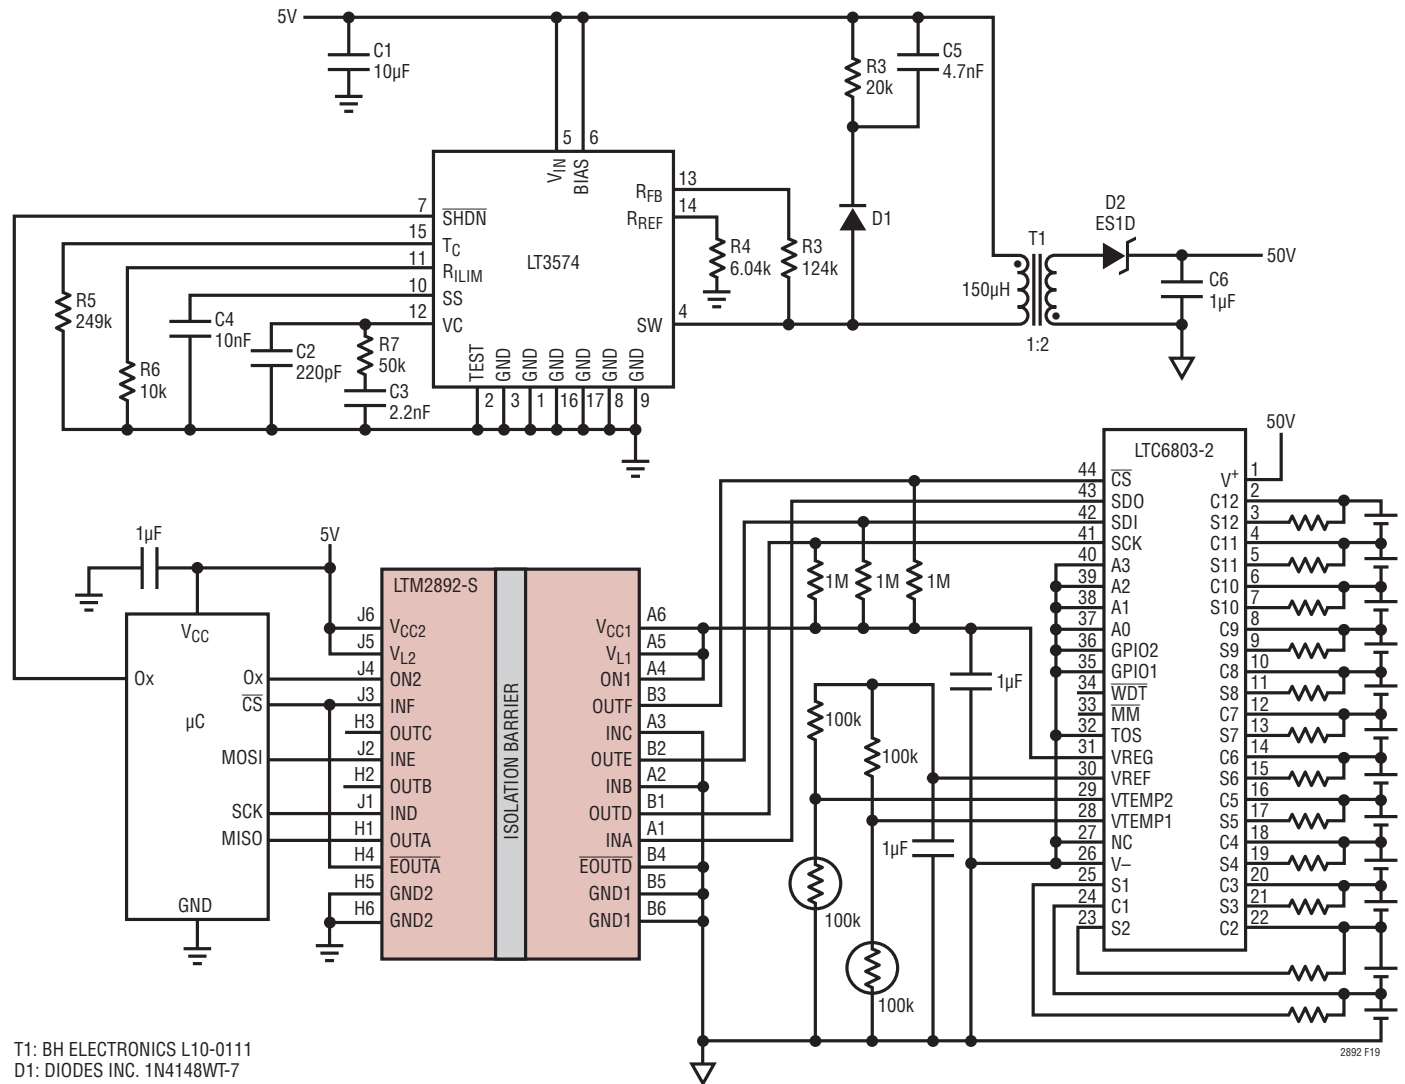 5V
C1
10µF
R3
20k
C5
4.7nF
5 6
VIN
BIAS
RFB
13
RREF
14
7
SHDN
15
TC
11
RILIM
10
SS
12
VC
LT3574
SW
4
R4
6.04k
R3
124k
D1
D2
ES1D
T1
150µH
1:2
50V
C6
1µF
R5
249k
R6
10k
C4
10nF
C2
220pF
R7
50k
C3
2.2nF
TEST
GND
GND
GND
GND
GND
GND
2 3 1 16 17 8 9
1µF
5V
VCC
Ox
Ox
CS
µC
MOSI
SCK
MISO
GND
LTM2892-S
ISOLATION BARRIER
J6 VCC2
J5 VL2
J4 ON2
J3 INF
H3 OUTC
J2 INE
H2 OUTB
J1 IND
H1 OUTA
H4 EOUTA
H5 GND2
H6 GND2
VCC1 A6
VL1 A5
ON1 A4
OUTF B3
INC A3
OUTE B2
INB A2
OUTD B1
INA A1
EOUTD B4
GND1 B5
GND1 B6
1M
1M
1M
1µF
100k
100k
1µF
100k
100k
50V
LTC6803-2
44 CS
43 SDO
42 SDI
41 SCK
40 A3
39 A2
38 A1
37 A0
36 GPIO2
35 GPIO1
34 WDT
33 MM
32 TOS
31 VREG
30 VREF
29 VTEMP2
28 VTEMP1
27 NC
26 V–
25 S1
24 C1
23 S2
V+ 1
C12 2
S12 3
C11 4
S11 5
C10 6
S10 7
C9 8
S9 9
C8 10
S8 11
C7 12
S7 13
C6 14
S6 15
C5 16
S5 17
C4 18
S4 19
C3 20
S3 21
C2 22
2892 F19
T1: BH ELECTRONICS L10-0111
D1: DIODES INC. 1N4148WT-7